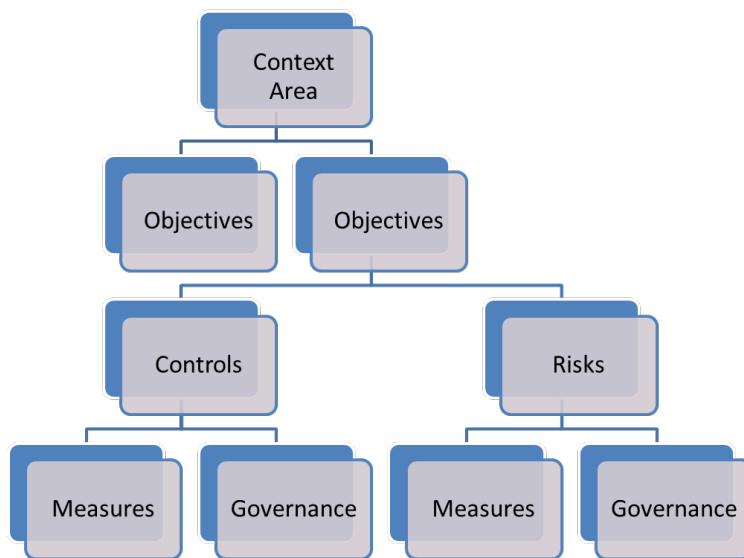 Context
Area
Objectives
Objectives
Controls
Risks
Measures
Governance
Measures
Governance